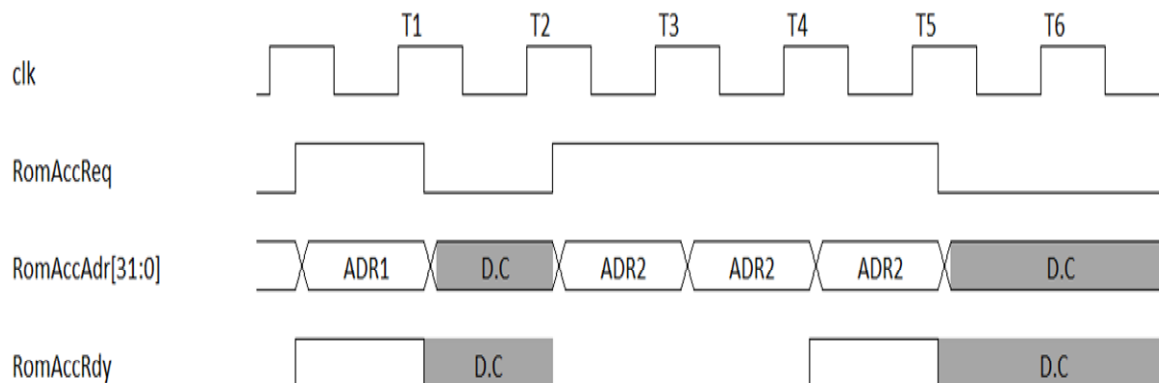 T1 T2 T3 T4 T5 T6
clk
RomAccReq
RomAccAdr[31:0] ADR1 D.C ADR2 ADR2 ADR2 D.C
RomAccRdy D.C D.C